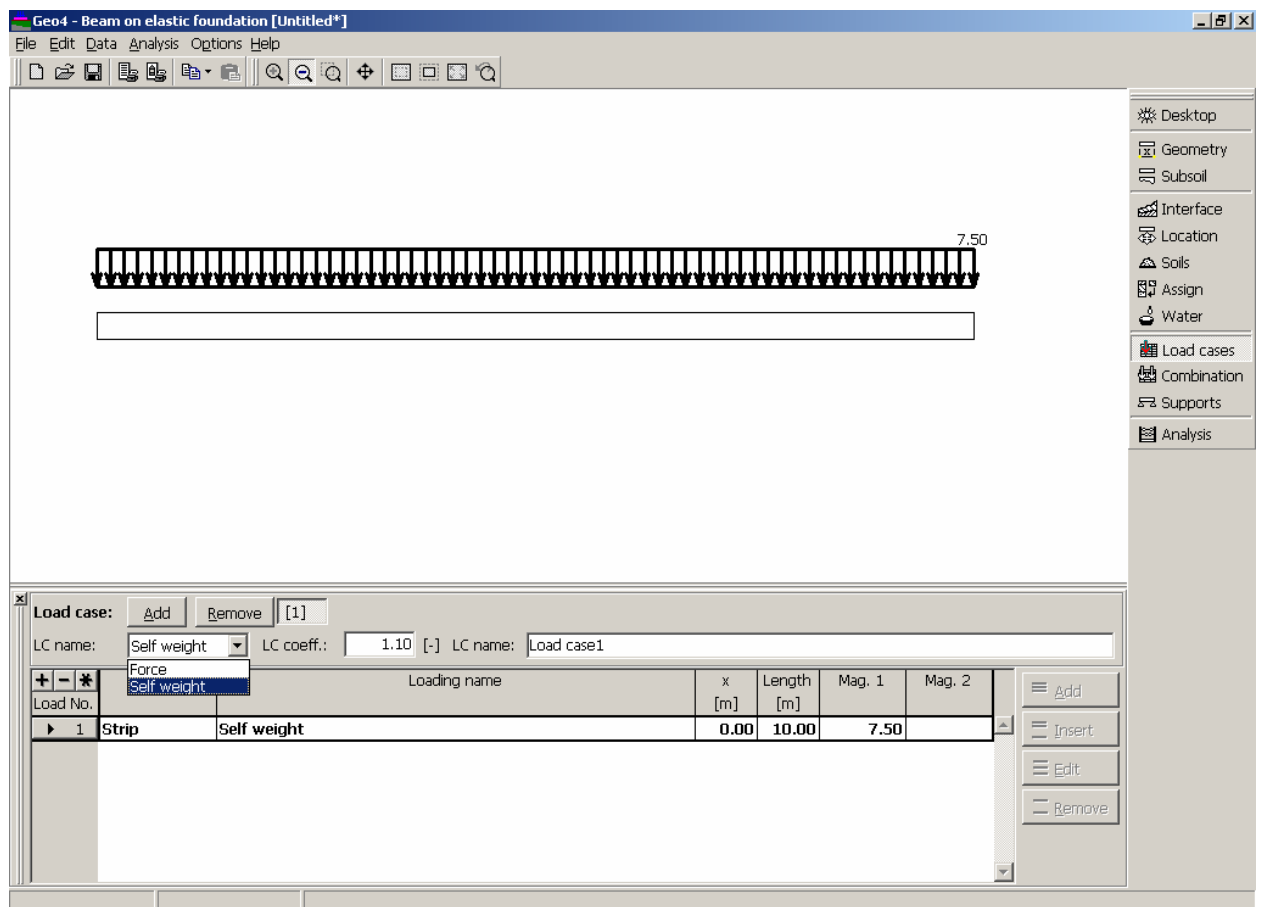 Geo4 - Beam on elastic foundation [Untitled*]
File Edit Data Analysis Options Help
Desktop
Geometry
Subsoil
Interface
Location
Soils
Assign
Water
Load cases
Combination
Supports
Analysis
7.50
Load case: Add Remove [1]
LC name: Self weight LC coeff.: 1.10 [-] LC name: Load case1
Force
Self weight
Load No. Loading name x [m] Length [m] Mag. 1 Mag. 2
1 Strip Self weight 0.00 10.00 7.50
Add
Insert
Edit
Remove